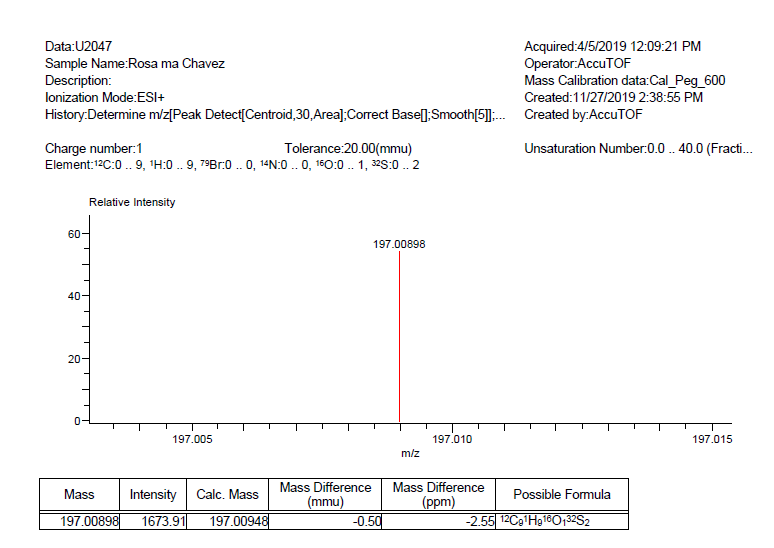 Data:U2047 Acquired:4/5/2019 12:09:21 PM
Sample Name:Rosa ma Chavez Operator:AccuTOF
Description: Mass Calibration data:Cal_Peg_600
Ionization Mode:ESI+ Created:11/27/2019 2:38:55 PM
History:Determine m/z[Peak Detect[Centroid,30,Area];Correct Base[];Smooth[5]];... Created by:AccuTOF
Charge number:1 Tolerance:20.00(mmu) Unsaturation Number:0.0 .. 40.0 (Fracti...
Element:¹²C:0 .. 9, ¹H:0 .. 9, ⁷⁹Br:0 .. 0, ¹⁴N:0 .. 0, ¹⁶O:0 .. 1, ³²S:0 .. 2
Relative Intensity
60
197.00898
40
20
0
197.005 197.010 197.015
m/z
Mass Intensity Calc. Mass Mass Difference (mmu) Mass Difference (ppm) Possible Formula
197.00898 1673.91 197.00948 -0.50 -2.55 ¹²C₉¹H₉¹⁶O₁³²S₂